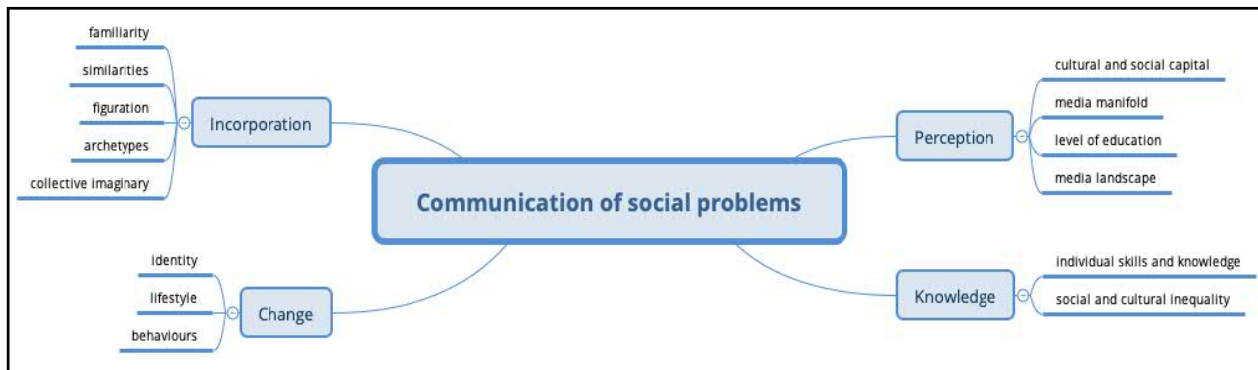 familiarity
similarities
figuration
archetypes
collective imaginary
Incorporation
identity
lifestyle
behaviours
Change
Communication of social problems
Perception
cultural and social capital
media manifold
level of education
media landscape
Knowledge
individual skills and knowledge
social and cultural inequality